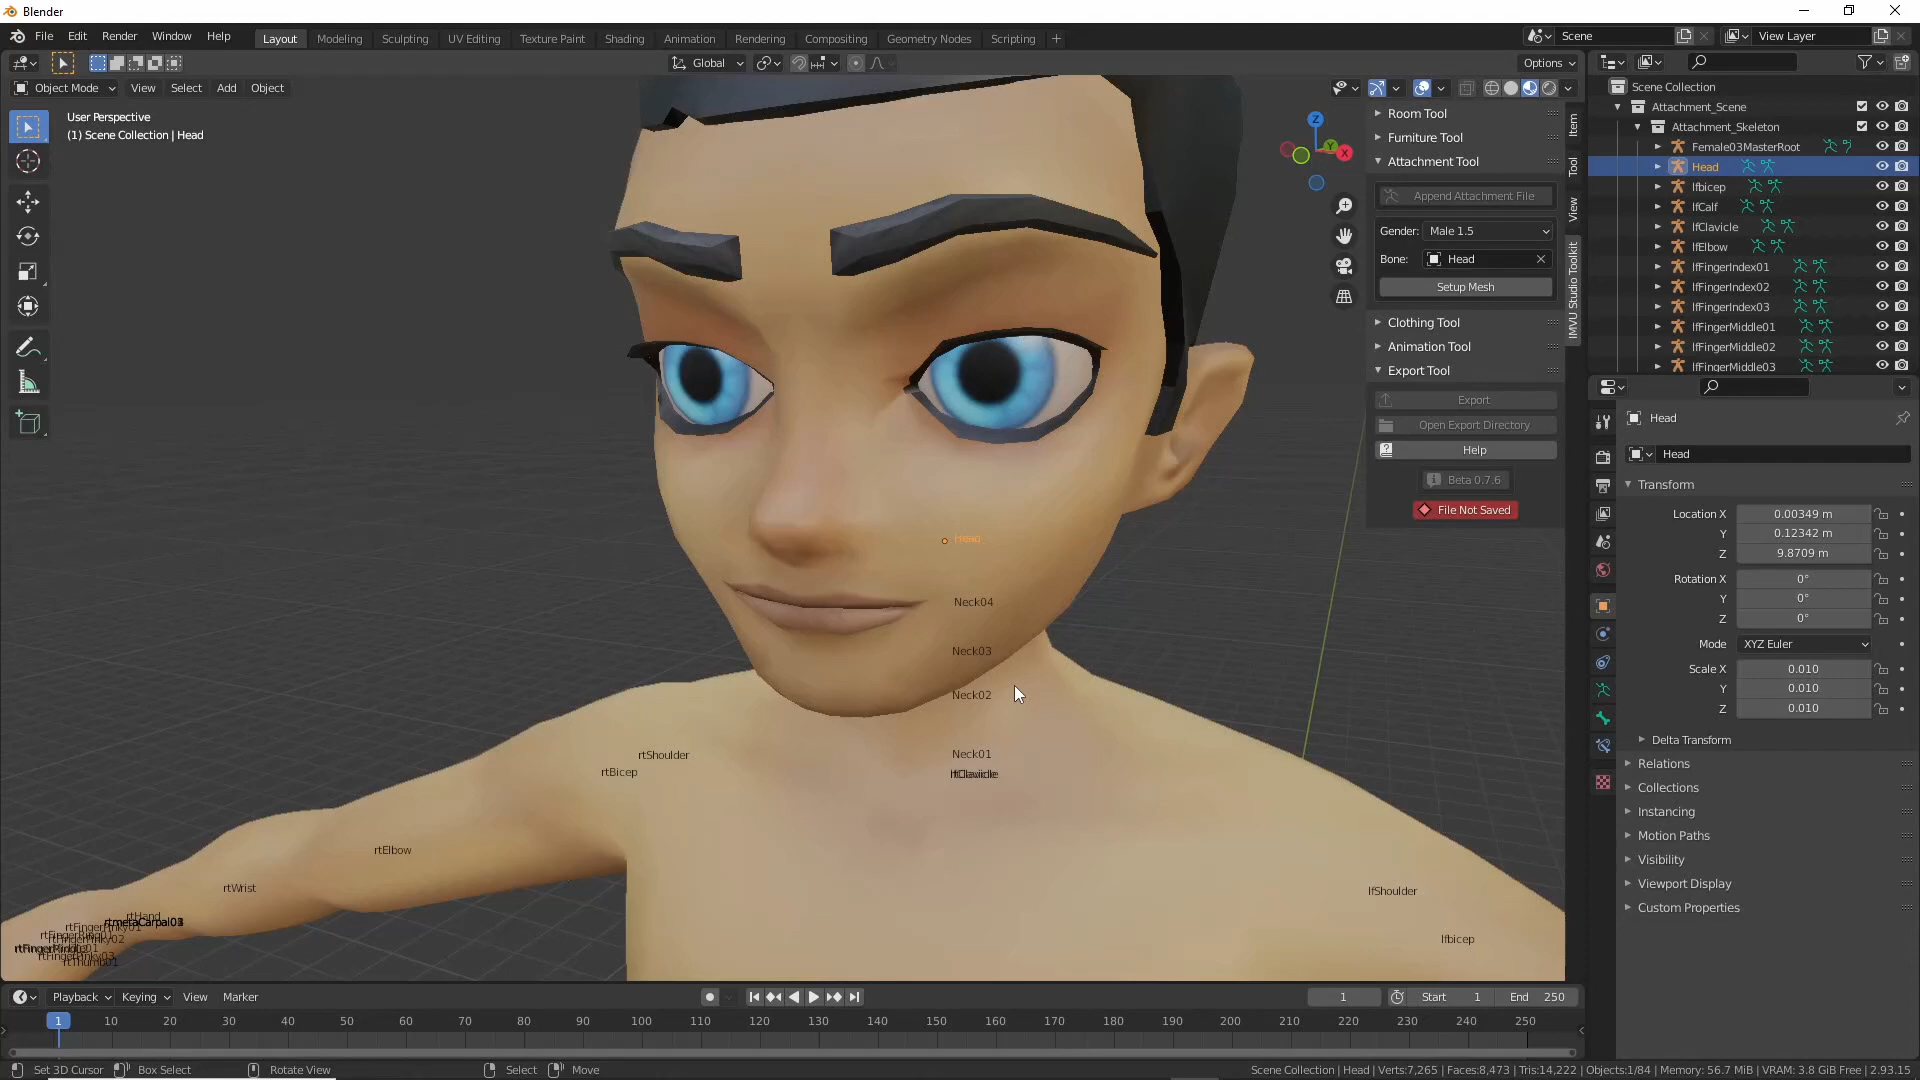 Blender
File Edit Render Window Help
Layout Modeling Sculpting UV Editing Texture Paint Shading Animation Rendering Compositing Geometry Nodes Scripting +
Scene
View Layer
Global
Options
Object Mode View Select Add Object
User Perspective
(1) Scene Collection | Head
Z
Y
X
Room Tool
Furniture Tool
Attachment Tool
Append Attachment File
Gender: Male 1.5
Bone: Head
Setup Mesh
Clothing Tool
Animation Tool
Export Tool
Export
Open Export Directory
Help
Beta 0.7.6
File Not Saved
Item
Tool
View
IMVU Studio Toolkit
Scene Collection
Attachment_Scene
Attachment_Skeleton
Female03MasterRoot
Head
lfbicep
lfCalf
lfClavicle
lfElbow
lfFingerIndex01
lfFingerIndex02
lfFingerIndex03
lfFingerMiddle01
lfFingerMiddle02
lfFingerMiddle03
Head
Head
Transform
Location X 0.00349 m
Y 0.12342 m
Z 9.8709 m
Rotation X 0°
Y 0°
Z 0°
Mode XYZ Euler
Scale X 0.010
Y 0.010
Z 0.010
Delta Transform
Relations
Collections
Instancing
Motion Paths
Visibility
Viewport Display
Custom Properties
Head
Neck04
Neck03
Neck02
Neck01
rtShoulder
rtBicep
rtElbow
rtWrist
rtHand
rtFingerPinky02
lfShoulder
lfbicep
Playback Keying View Marker
1
Start 1
End 250
1 10 20 30 40 50 60 70 80 90 100 110 120 130 140 150 160 170 180 190 200 210 220 230 240 250
Set 3D Cursor Box Select Rotate View Select Move
Scene Collection | Head | Verts:7,265 | Faces:8,473 | Tris:14,222 | Objects:1/84 | Memory: 56.7 MiB | VRAM: 3.8 GiB Free | 2.93.15